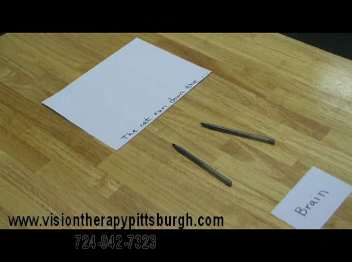 The cat ran down the
Brain
www.visiontherapypittsburgh.com
724-942-7323